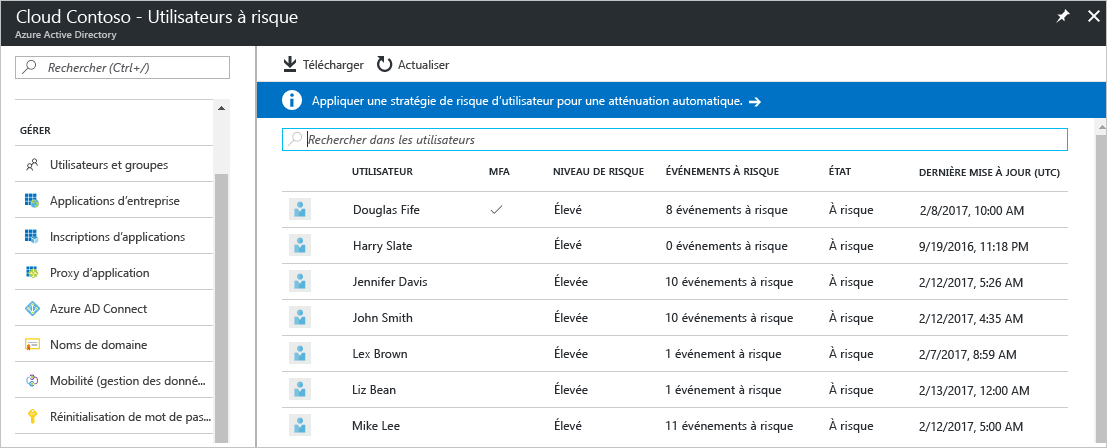 Cloud Contoso - Utilisateurs à risque
Azure Active Directory
Rechercher (Ctrl+/)
GÉRER
Utilisateurs et groupes
Applications d’entreprise
Inscriptions d’applications
Proxy d’application
Azure AD Connect
Noms de domaine
Mobilité (gestion des donné...
Réinitialisation de mot de pas...
Télécharger Actualiser
Appliquer une stratégie de risque d’utilisateur pour une atténuation automatique. →
Rechercher dans les utilisateurs
UTILISATEUR MFA NIVEAU DE RISQUE ÉVÉNEMENTS À RISQUE ÉTAT DERNIÈRE MISE À JOUR (UTC)
Douglas Fife ✓ Élevé 8 événements à risque À risque 2/8/2017, 10:00 AM
Harry Slate Élevé 0 événements à risque À risque 9/19/2016, 11:18 PM
Jennifer Davis Élevée 10 événements à risque À risque 2/12/2017, 5:26 AM
John Smith Élevée 10 événements à risque À risque 2/12/2017, 4:35 AM
Lex Brown Élevée 1 événement à risque À risque 2/7/2017, 8:59 AM
Liz Bean Élevée 1 événement à risque À risque 2/13/2017, 12:00 AM
Mike Lee Élevée 11 événements à risque À risque 2/12/2017, 5:00 AM